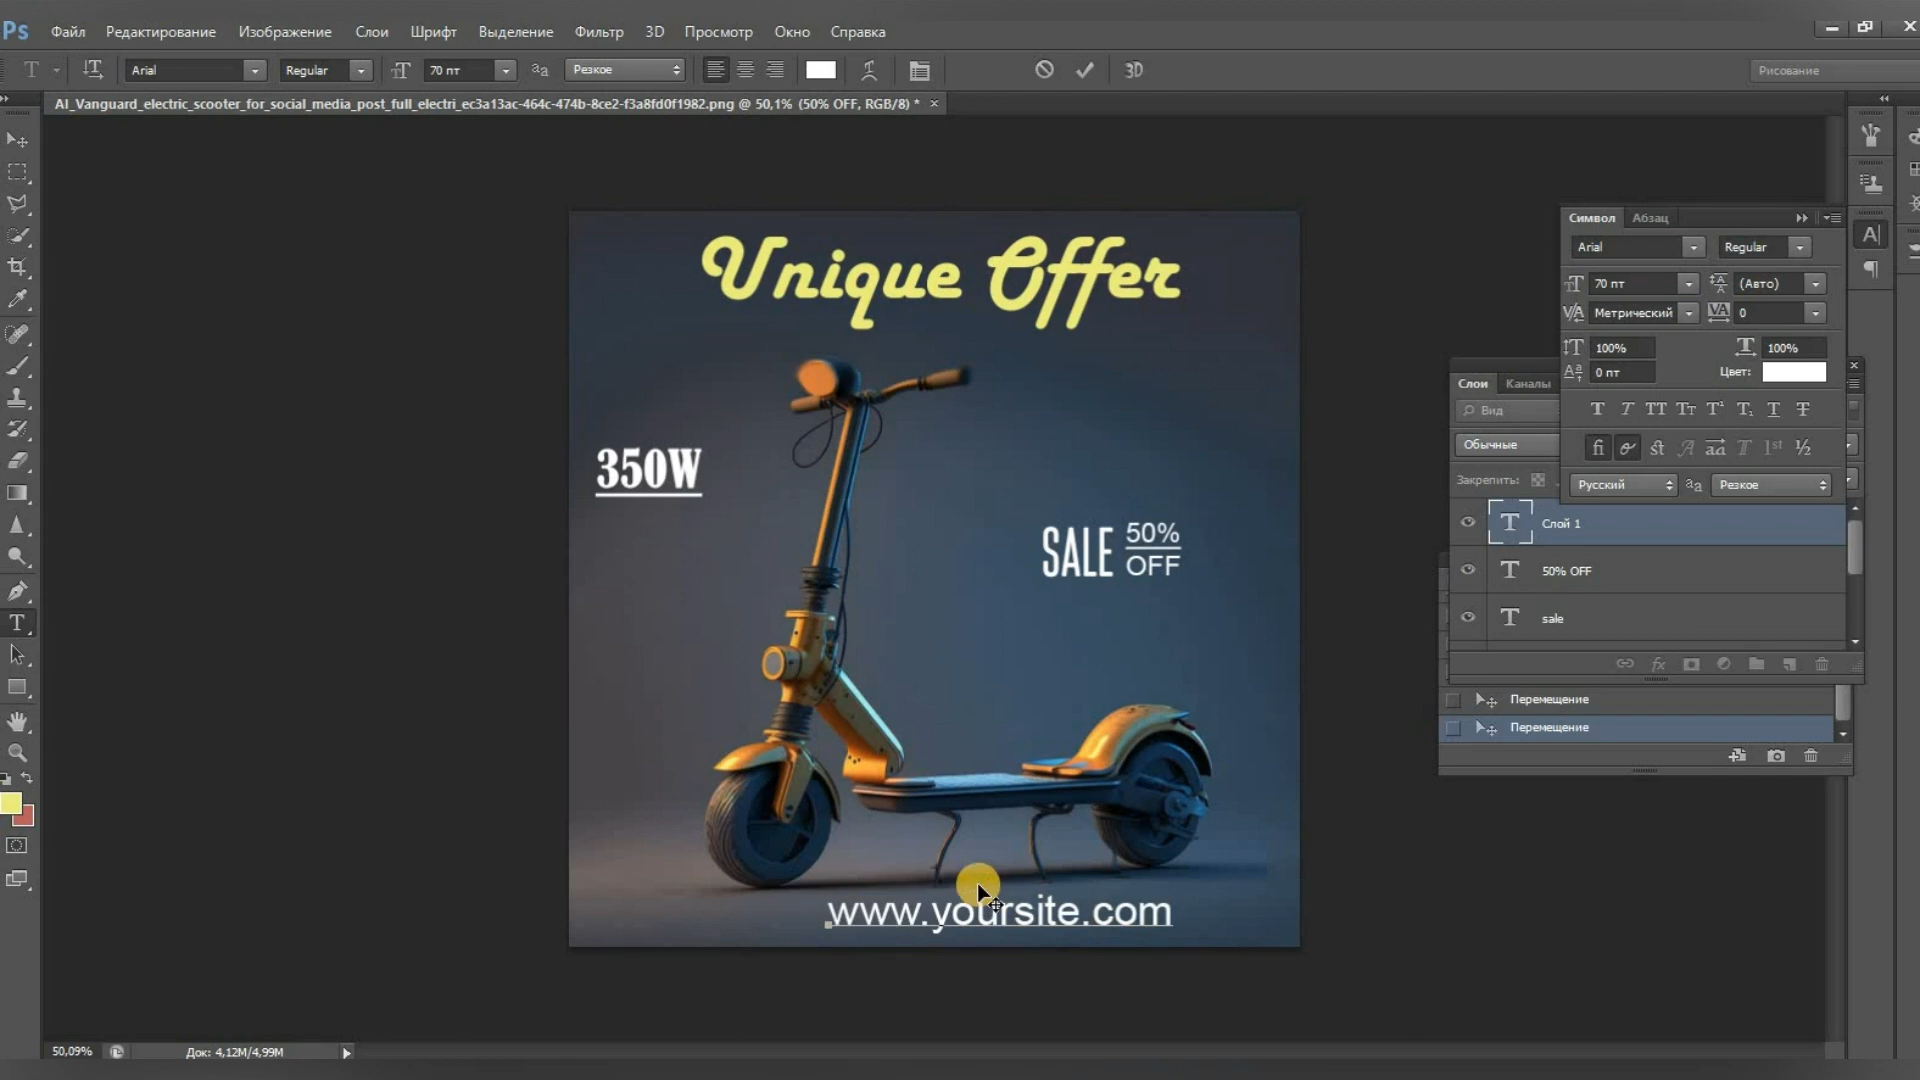 Ps Файл Редактирование Изображение Слои Шрифт Выделение Фильтр 3D Просмотр Окно Справка
T Arial Regular 70 пт Резкое 3D Рисование
AI_Vanguard_electric_scooter_for_social_media_post_full_electri_ec3a13ac-464c-474b-8ce2-f3a8fd0f1982.png @ 50,1% (50% OFF, RGB/8) * ×
Unique Offer
350W
SALE 50%
OFF
www.yoursite.com
Символ Абзац
Arial Regular
70 пт (Авто)
Метрический 0
100% 100%
0 пт Цвет:
Русский Резкое
Слои Каналы
Вид
Обычные
Закрепить:
Слой 1
50% OFF
sale
fx
Перемещение
Перемещение
50,09% Док: 4,12M/4,99M